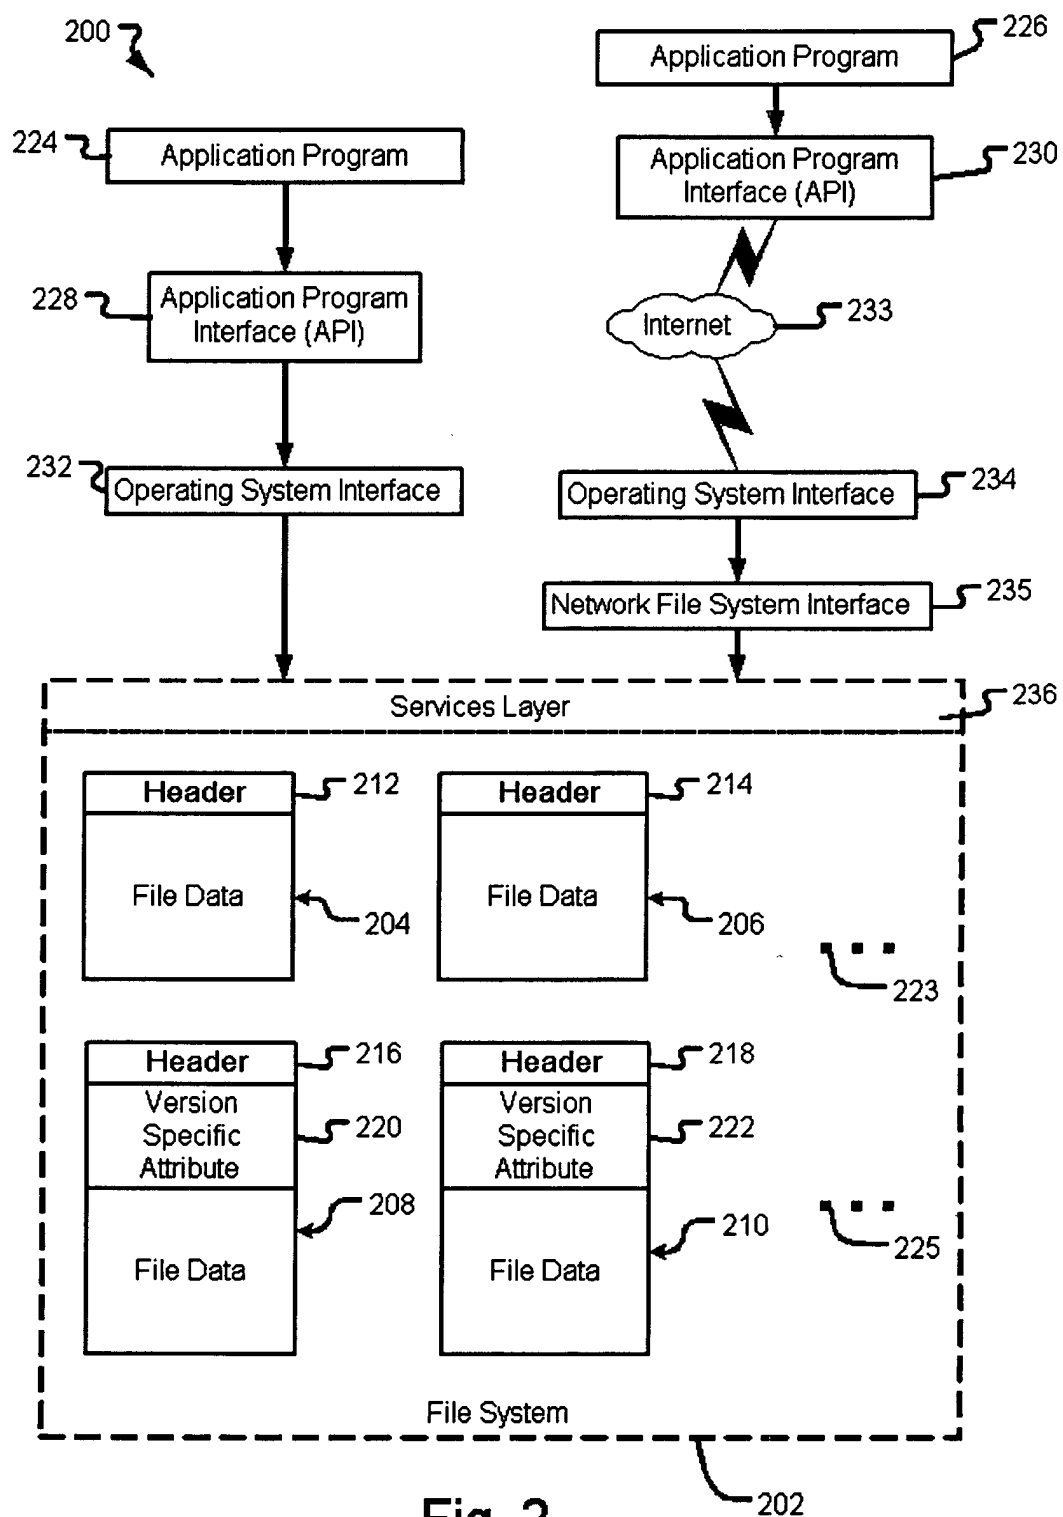 200
226
Application Program
224
Application Program
Application Program
Interface (API)
230
228
Application Program
Interface (API)
Internet
233
232
Operating System Interface
Operating System Interface
234
Network File System Interface
235
Services Layer
236
Header
212
Header
214
File Data
204
File Data
206
223
Header
216
Header
218
Version
Specific
Attribute
220
Version
Specific
Attribute
222
208
File Data
210
File Data
225
File System
202
Fig. 2